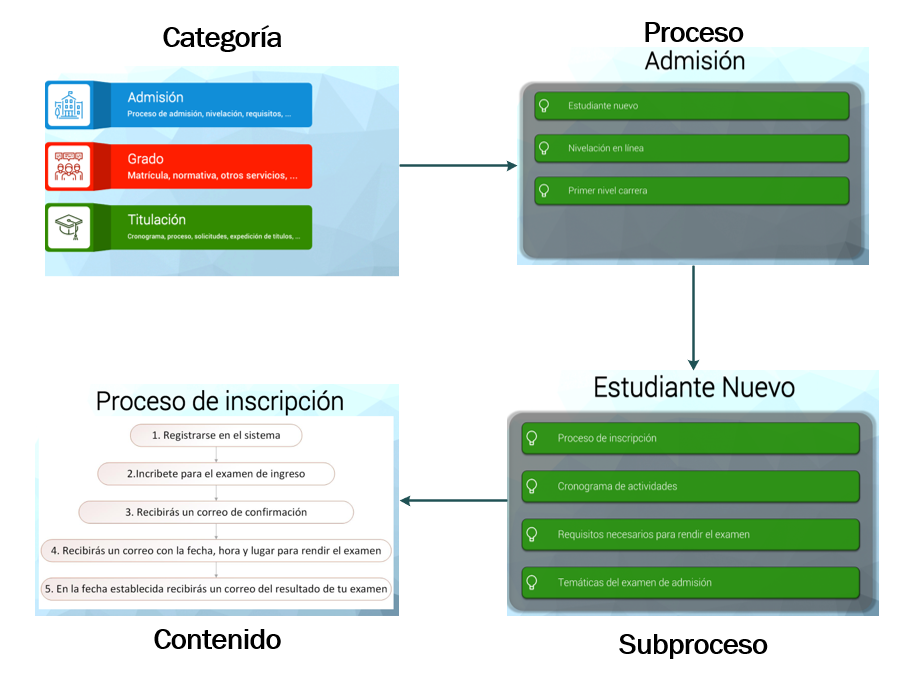 Categoría
Admisión
Proceso de admisión, nivelación, requisitos, ...
Grado
Matrícula, normativa, otros servicios, ...
Titulación
Cronograma, proceso, solicitudes, expedición de títulos, ...
Proceso
Admisión
Estudiante nuevo
Nivelación en línea
Primer nivel carrera
Estudiante Nuevo
Proceso de inscripción
Cronograma de actividades
Requisitos necesarios para rendir el examen
Temáticas del examen de admisión
Subproceso
Proceso de inscripción
1. Registrarse en el sistema
2.Incribete para el examen de ingreso
3. Recibirás un correo de confirmación
4. Recibirás un correo con la fecha, hora y lugar para rendir el examen
5. En la fecha establecida recibirás un correo del resultado de tu examen
Contenido